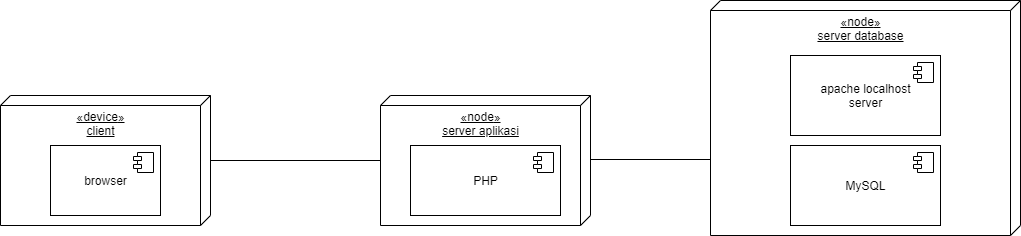 «device»
client
browser
«node»
server aplikasi
PHP
«node»
server database
apache localhost
server
MySQL